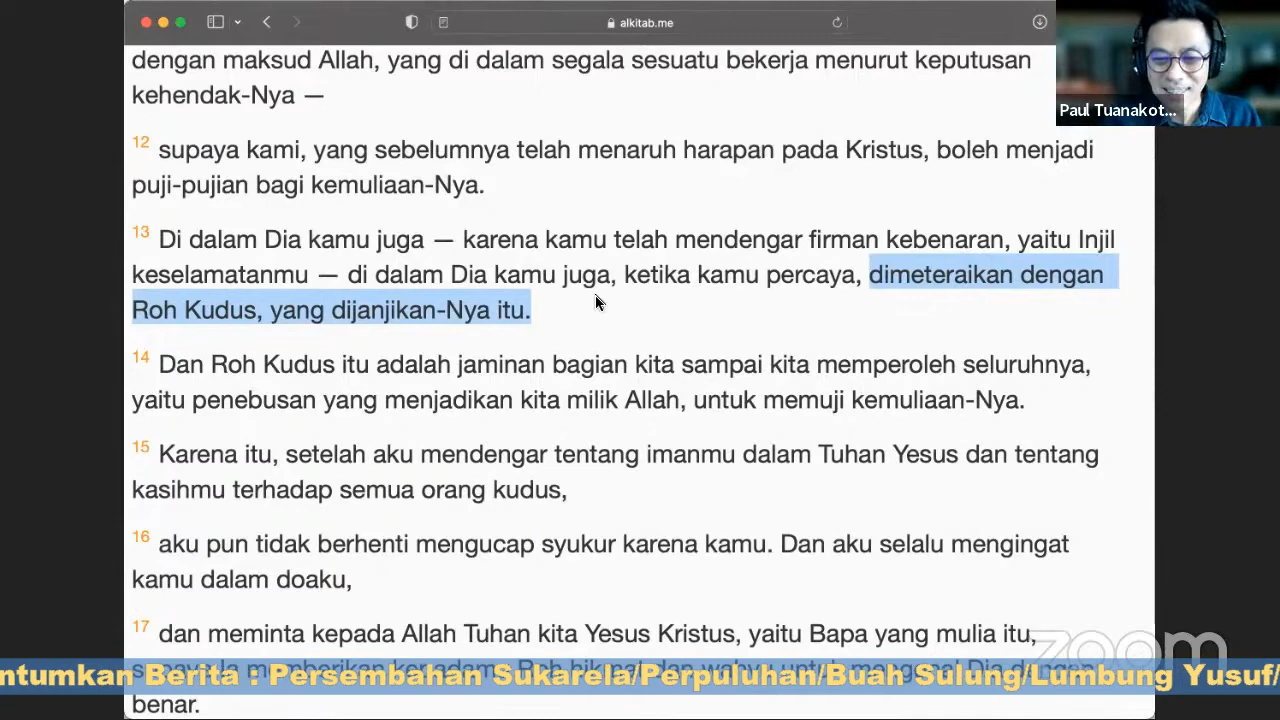 alkitab.me
Paul Tuanakot...
dengan maksud Allah, yang di dalam segala sesuatu bekerja menurut keputusan
kehendak-Nya —
12 supaya kami, yang sebelumnya telah menaruh harapan pada Kristus, boleh menjadi
puji-pujian bagi kemuliaan-Nya.
13 Di dalam Dia kamu juga — karena kamu telah mendengar firman kebenaran, yaitu Injil
keselamatanmu — di dalam Dia kamu juga, ketika kamu percaya, dimeteraikan dengan
Roh Kudus, yang dijanjikan-Nya itu.
14 Dan Roh Kudus itu adalah jaminan bagian kita sampai kita memperoleh seluruhnya,
yaitu penebusan yang menjadikan kita milik Allah, untuk memuji kemuliaan-Nya.
15 Karena itu, setelah aku mendengar tentang imanmu dalam Tuhan Yesus dan tentang
kasihmu terhadap semua orang kudus,
16 aku pun tidak berhenti mengucap syukur karena kamu. Dan aku selalu mengingat
kamu dalam doaku,
17 dan meminta kepada Allah Tuhan kita Yesus Kristus, yaitu Bapa yang mulia itu,
zoom
ntumkan Berita : Persembahan Sukarela/Perpuluhan/Buah Sulung/Lumbung Yusuf/
benar.